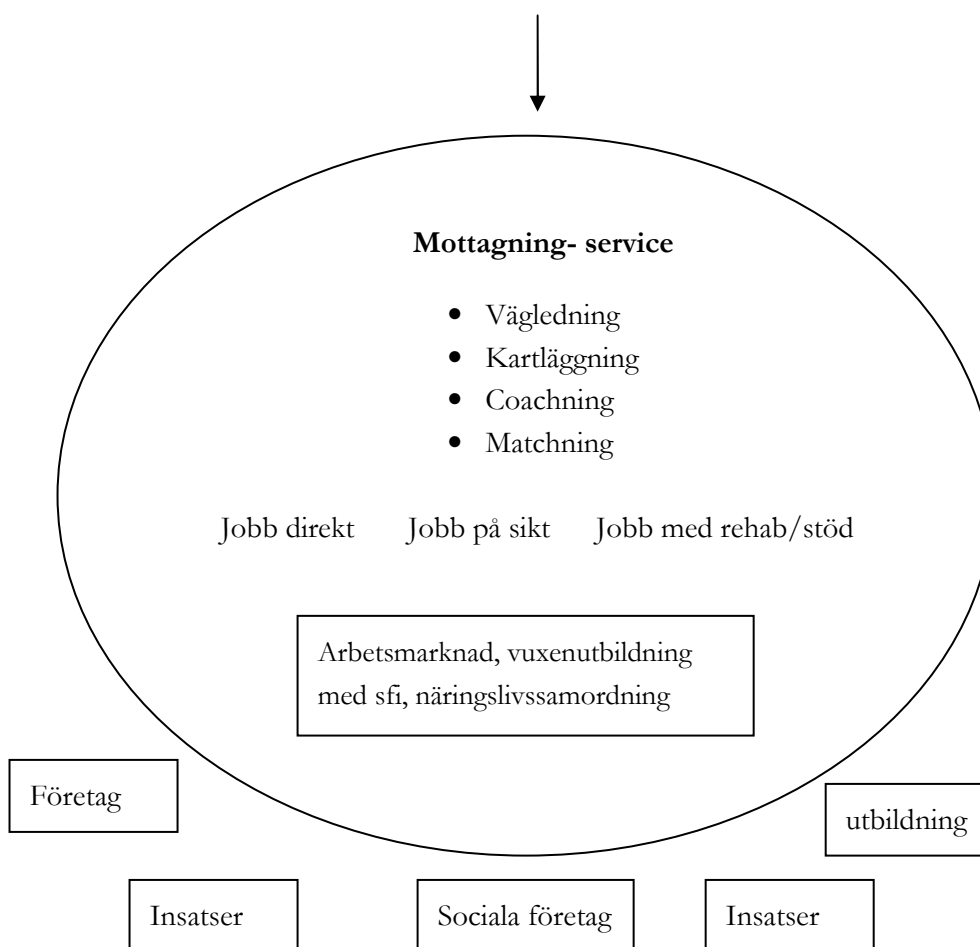 Mottagning- service
• Vägledning
• Kartläggning
• Coachning
• Matchning
Jobb direkt Jobb på sikt Jobb med rehab/stöd
Arbetsmarknad, vuxenutbildning
med sfi, näringslivssamordning
Företag
utbildning
Insatser
Sociala företag
Insatser